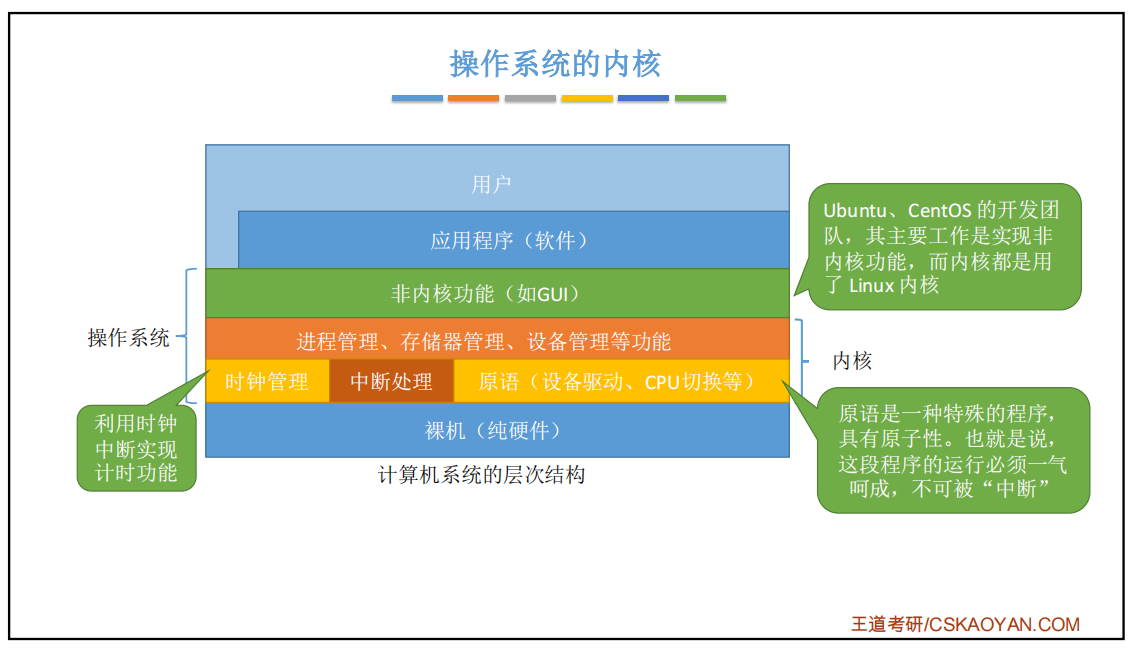 操作系统的内核
用户
应用程序（软件）
非内核功能（如GUI）
进程管理、存储器管理、设备管理等功能
时钟管理
中断处理
原语（设备驱动、CPU切换等）
裸机（纯硬件）
计算机系统的层次结构
操作系统
内核
利用时钟
中断实现
计时功能
Ubuntu、CentOS 的开发团
队，其主要工作是实现非
内核功能，而内核都是用
了 Linux 内核
原语是一种特殊的程序，
具有原子性。也就是说，
这段程序的运行必须一气
呵成，不可被“中断”
王道考研/CSKAOYAN.COM